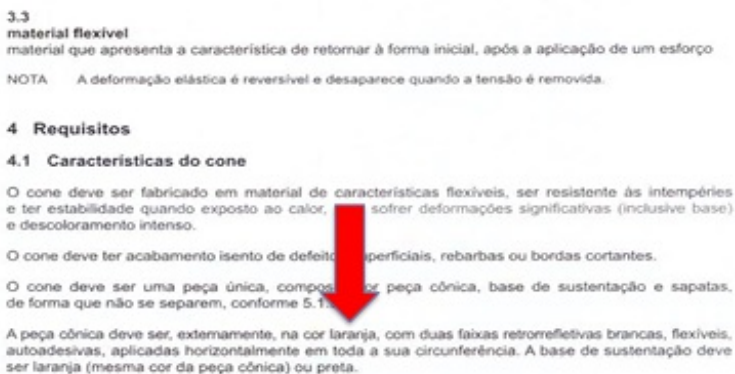 3.3
material flexível
material que apresenta a característica de retornar à forma inicial, após a aplicação de um esforço
NOTA A deformação elástica é reversível e desaparece quando a tensão é removida.
4 Requisitos
4.1 Características do cone
O cone deve ser fabricado em material de características flexíveis, ser resistente às intempéries
e ter estabilidade quando exposto ao calor, sofrer deformações significativas (inclusive base)
e descoloramento intenso.
O cone deve ter acabamento isento de defeito perficiais, rebarbas ou bordas cortantes.
O cone deve ser uma peça única, compos or peça cônica, base de sustentação e sapatas,
de forma que não se separem, conforme 5.1.
A peça cônica deve ser, externamente, na cor laranja, com duas faixas retrorrefletivas brancas, flexíveis,
autoadesivas, aplicadas horizontalmente em toda a sua circunferência. A base de sustentação deve
ser laranja (mesma cor da peça cônica) ou preta.